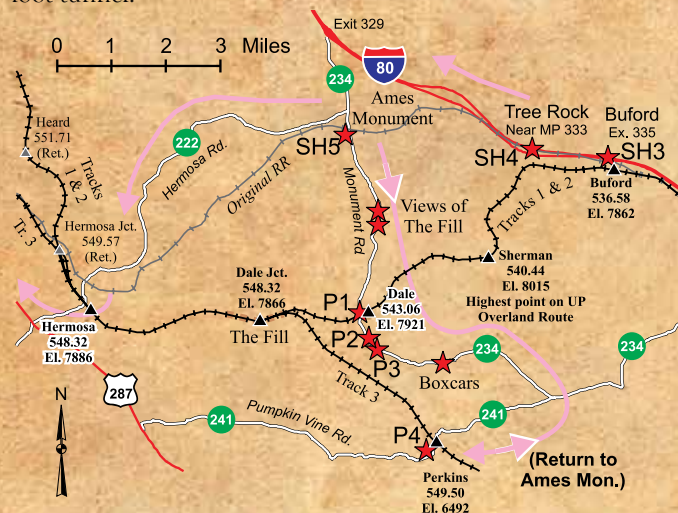 foot tunnel.
0 1 2 3 Miles
Exit 329
80
234
Ames
Monument
Tree Rock
Near MP 333
Buford
Ex. 335
SH5
SH4
SH3
Heard
551.71
(Ret.)
222
Hermosa Rd.
Original RR
Tracks
1 & 2
Tr. 3
Hermosa Jct.
549.57
(Ret.)
Monument Rd
Views of
The Fill
Tracks 1 & 2
Buford
536.58
El. 7862
Sherman
540.44
El. 8015
Highest point on UP
Overland Route
Dale Jct.
548.32
El. 7866
The Fill
P1
Dale
543.06
El. 7921
P2
P3
Hermosa
548.32
El. 7886
234
234
Boxcars
Track 3
N
287
241
Pumpkin Vine Rd.
P4
241
Perkins
549.50
El. 6492
(Return to
Ames Mon.)